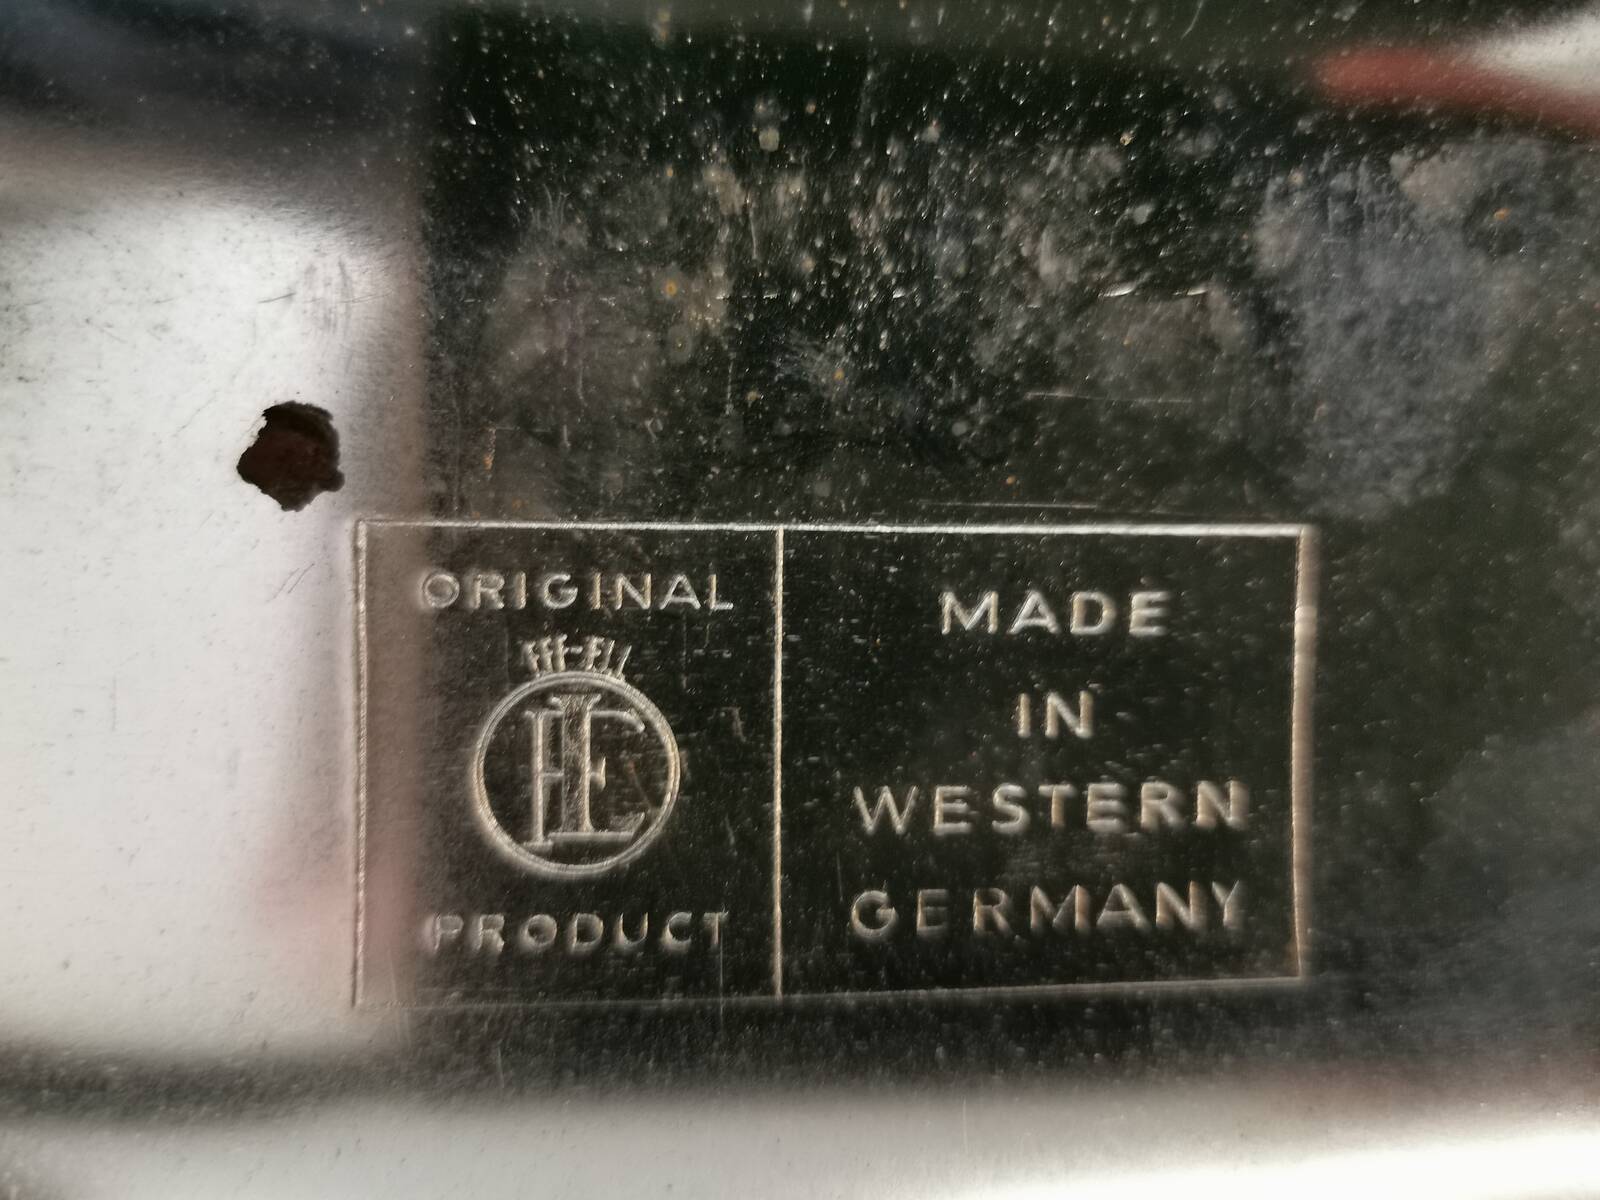 ORIGINAL
PRODUCT
MADE
IN
WESTERN
GERMANY